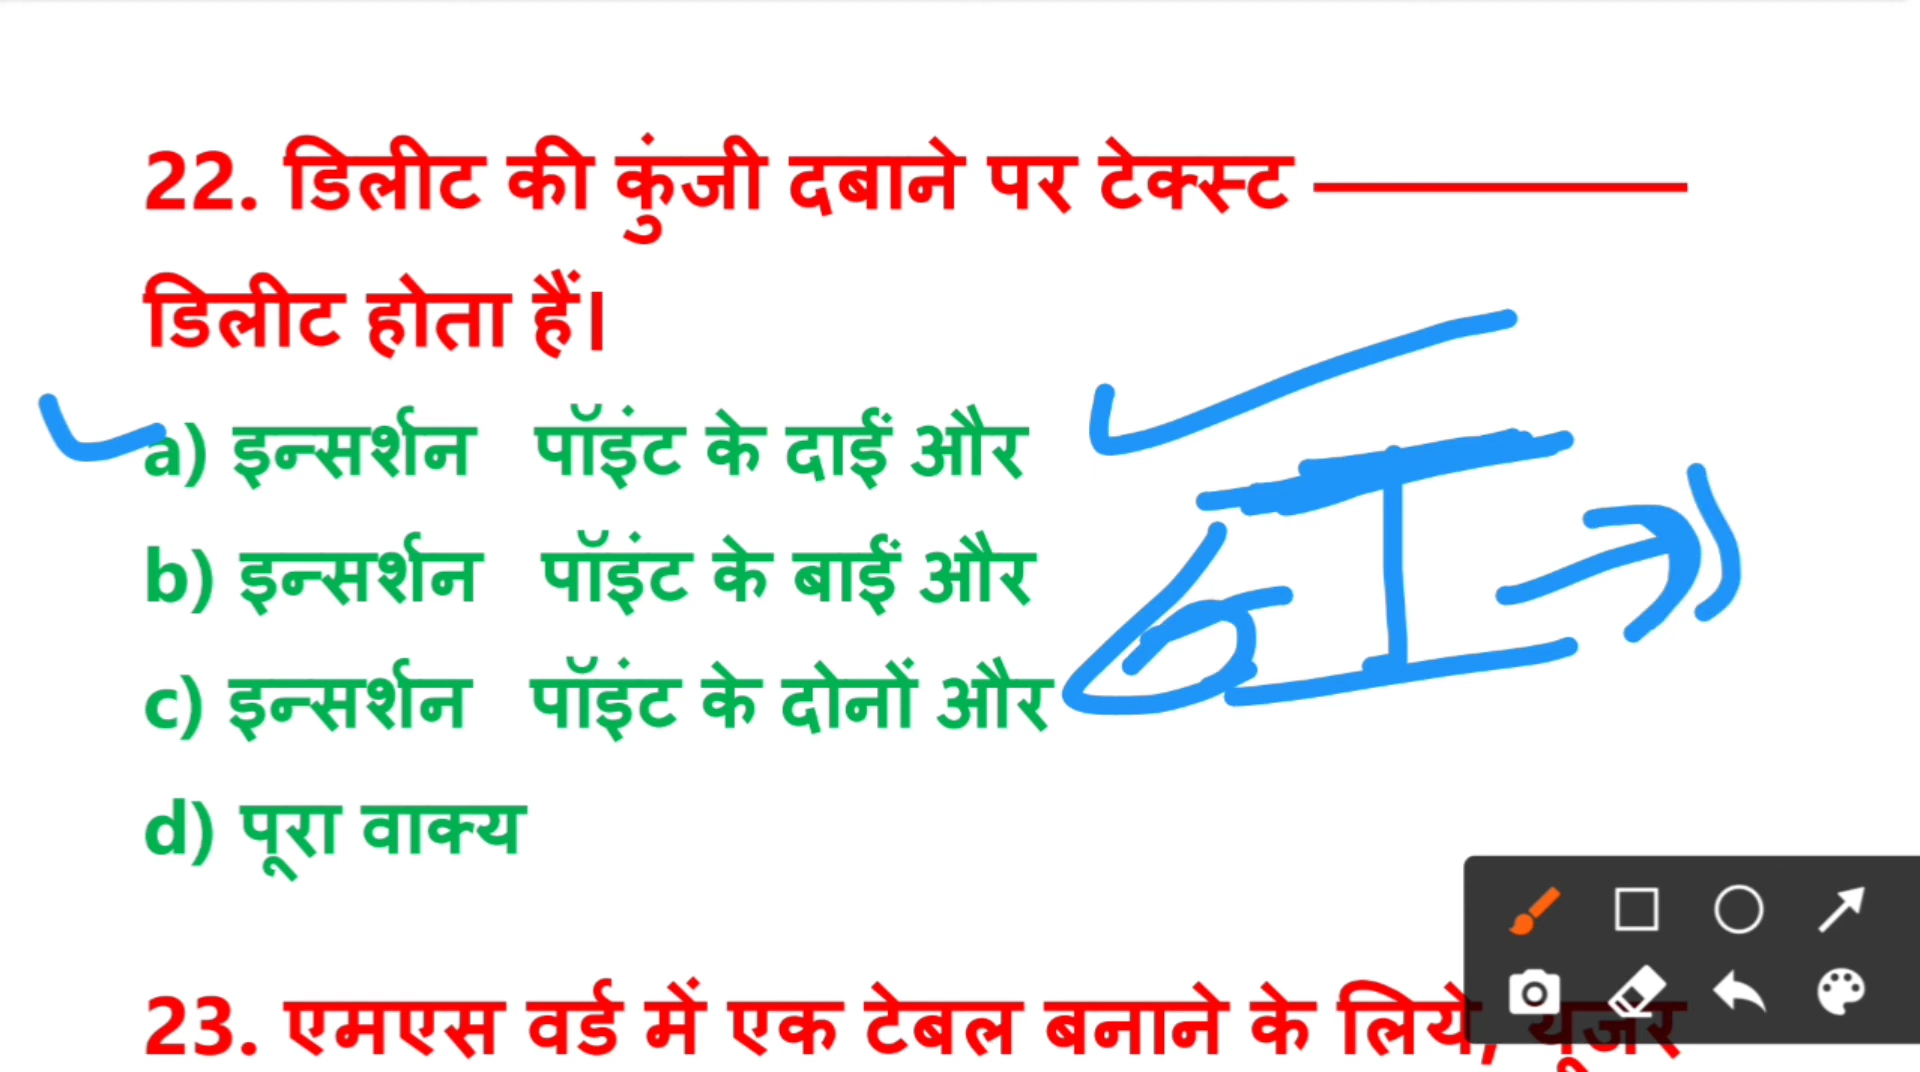 22. डिलीट की कुंजी दबाने पर टेक्स्ट ————
डिलीट होता हैं।
a) इन्सर्शन पॉइंट के दाईं और
b) इन्सर्शन पॉइंट के बाईं और
c) इन्सर्शन पॉइंट के दोनों और
d) पूरा वाक्य
23. एमएस वर्ड में एक टेबल बनाने के लिये, यूजर